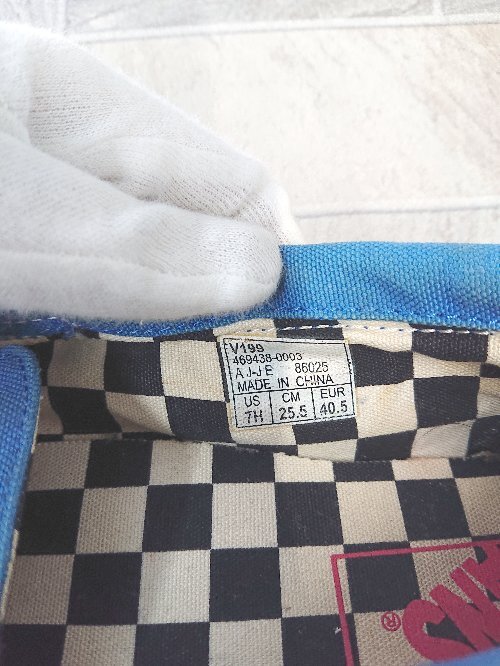 V199
469438-0003
A J-J E 86025
MADE IN CHINA
US CM EUR
7H 25.5 40.5
®